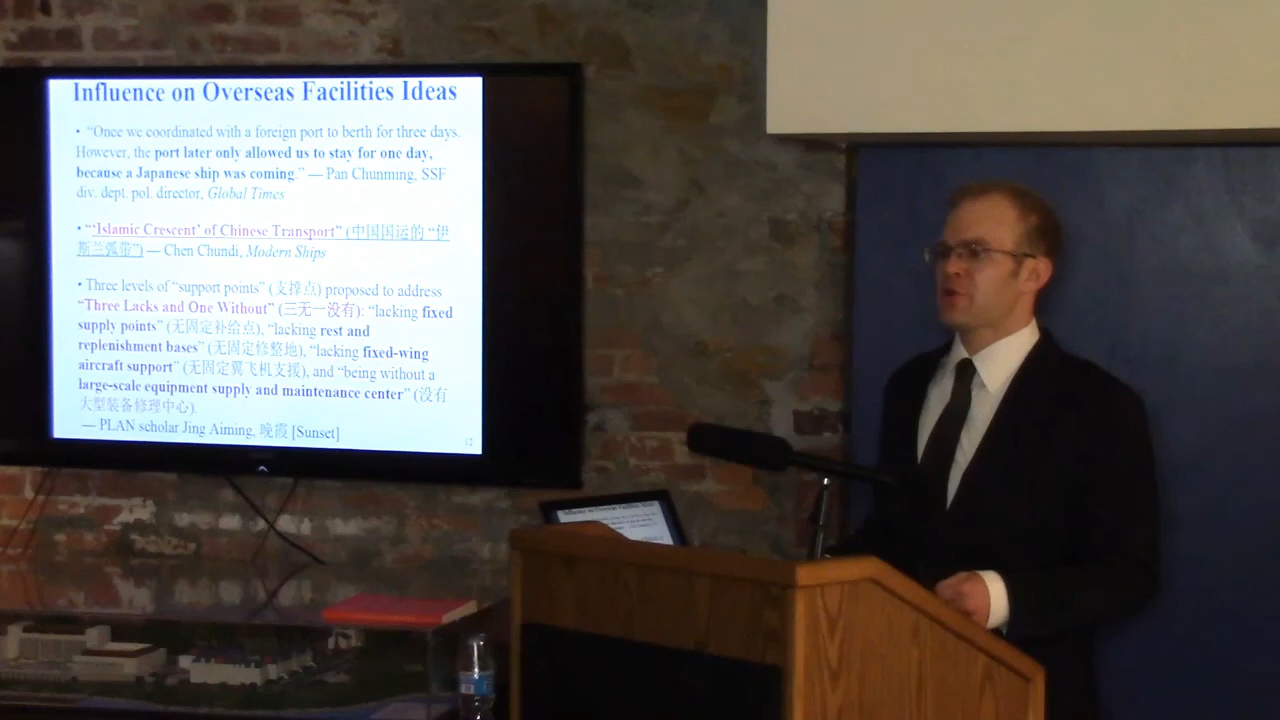 Influence on Overseas Facilities Ideas
• “Once we coordinated with a foreign port to berth for three days.
However, the port later only allowed us to stay for one day,
because a Japanese ship was coming.” — Pan Chunming, SSF
div. dept. pol. director, Global Times
• “‘Islamic Crescent’ of Chinese Transport” (中国国运的 “伊
斯兰弧带”) — Chen Chundi, Modern Ships
• Three levels of “support points” (支撑点) proposed to address
“Three Lacks and One Without” (三无一没有): “lacking fixed
supply points” (无固定补给点), “lacking rest and
replenishment bases” (无固定修整地), “lacking fixed-wing
aircraft support” (无固定翼飞机支援), and “being without a
large-scale equipment supply and maintenance center” (没有
大型装备修理中心).
— PLAN scholar Jing Aiming, 晚霞 [Sunset]
12
Influence on Overseas Facilities Ideas